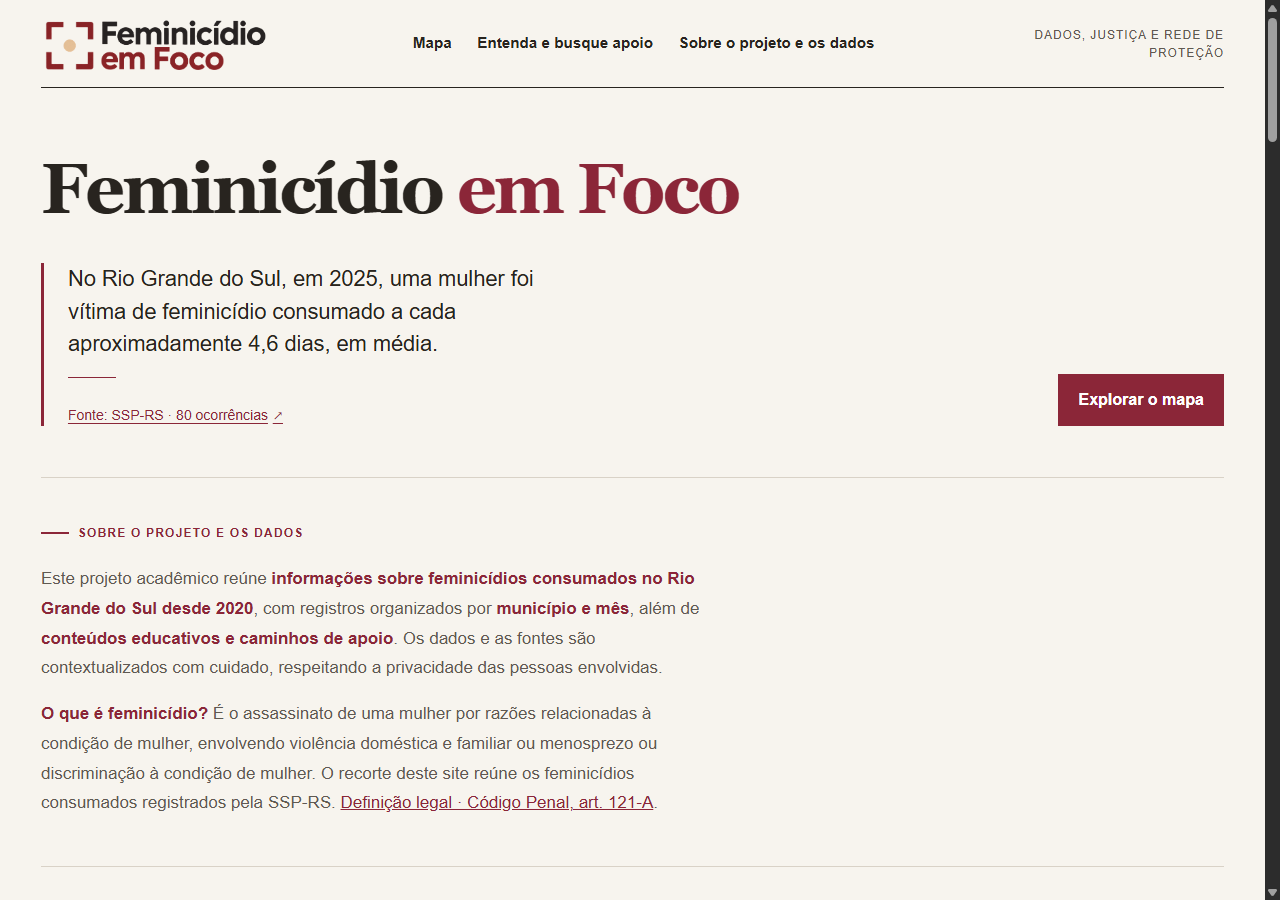 Feminicídio
em Foco
Mapa
Entenda e busque apoio
Sobre o projeto e os dados
DADOS, JUSTIÇA E REDE DE
PROTEÇÃO
Feminicídio em Foco
No Rio Grande do Sul, em 2025, uma mulher foi
vítima de feminicídio consumado a cada
aproximadamente 4,6 dias, em média.
Fonte: SSP-RS · 80 ocorrências ↗
Explorar o mapa
SOBRE O PROJETO E OS DADOS
Este projeto acadêmico reúne informações sobre feminicídios consumados no Rio
Grande do Sul desde 2020, com registros organizados por município e mês, além de
conteúdos educativos e caminhos de apoio. Os dados e as fontes são
contextualizados com cuidado, respeitando a privacidade das pessoas envolvidas.
O que é feminicídio? É o assassinato de uma mulher por razões relacionadas à
condição de mulher, envolvendo violência doméstica e familiar ou menosprezo ou
discriminação à condição de mulher. O recorte deste site reúne os feminicídios
consumados registrados pela SSP-RS. Definição legal · Código Penal, art. 121-A.